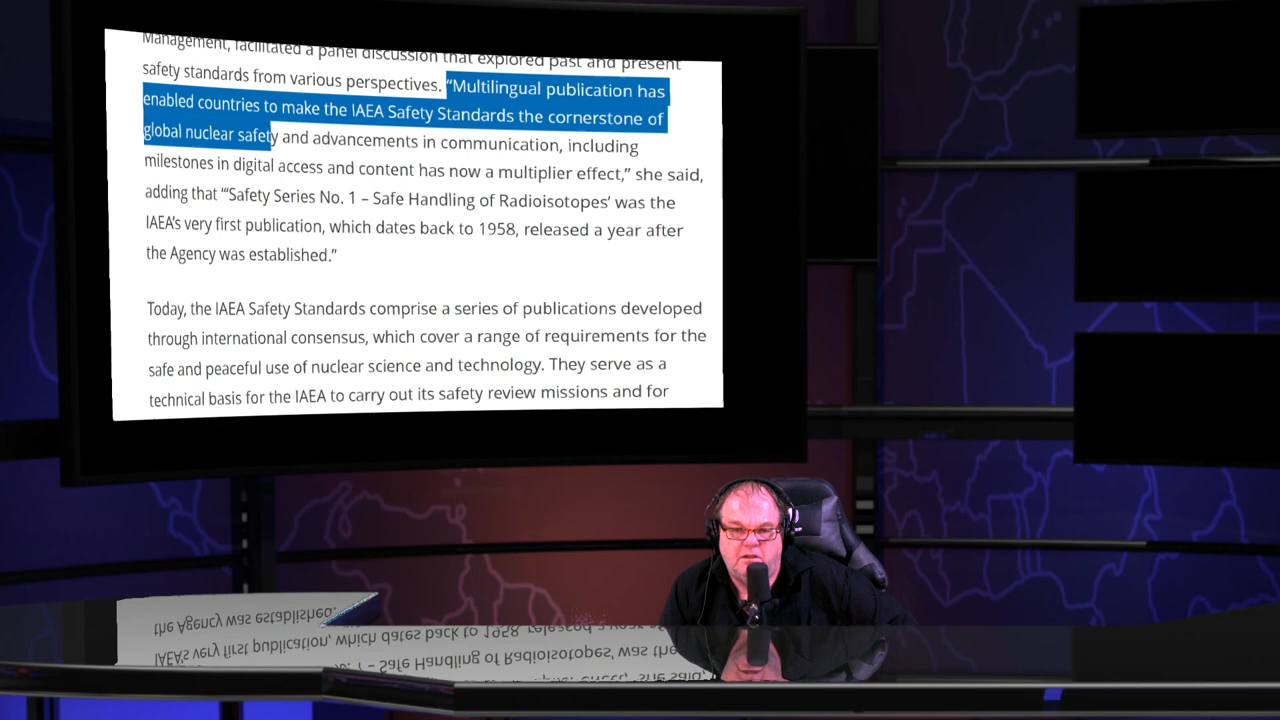 Management, facilitated a panel discussion that explored past and present
safety standards from various perspectives. “Multilingual publication has
enabled countries to make the IAEA Safety Standards the cornerstone of
global nuclear safety and advancements in communication, including
milestones in digital access and content has now a multiplier effect,” she said,
adding that “‘Safety Series No. 1 – Safe Handling of Radioisotopes’ was the
IAEA’s very first publication, which dates back to 1958, released a year after
the Agency was established.”
Today, the IAEA Safety Standards comprise a series of publications developed
through international consensus, which cover a range of requirements for the
safe and peaceful use of nuclear science and technology. They serve as a
technical basis for the IAEA to carry out its safety review missions and for